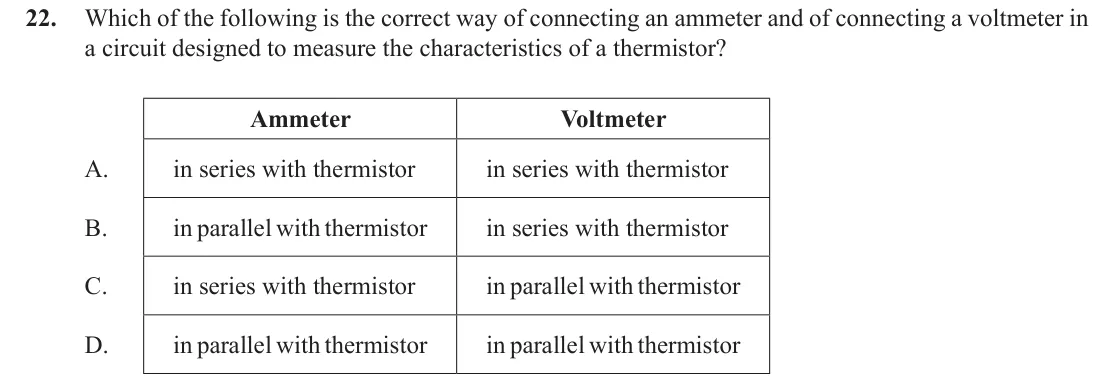 22. Which of the following is the correct way of connecting an ammeter and of connecting a voltmeter in
a circuit designed to measure the characteristics of a thermistor?
Ammeter Voltmeter
A. in series with thermistor in series with thermistor
B. in parallel with thermistor in series with thermistor
C. in series with thermistor in parallel with thermistor
D. in parallel with thermistor in parallel with thermistor